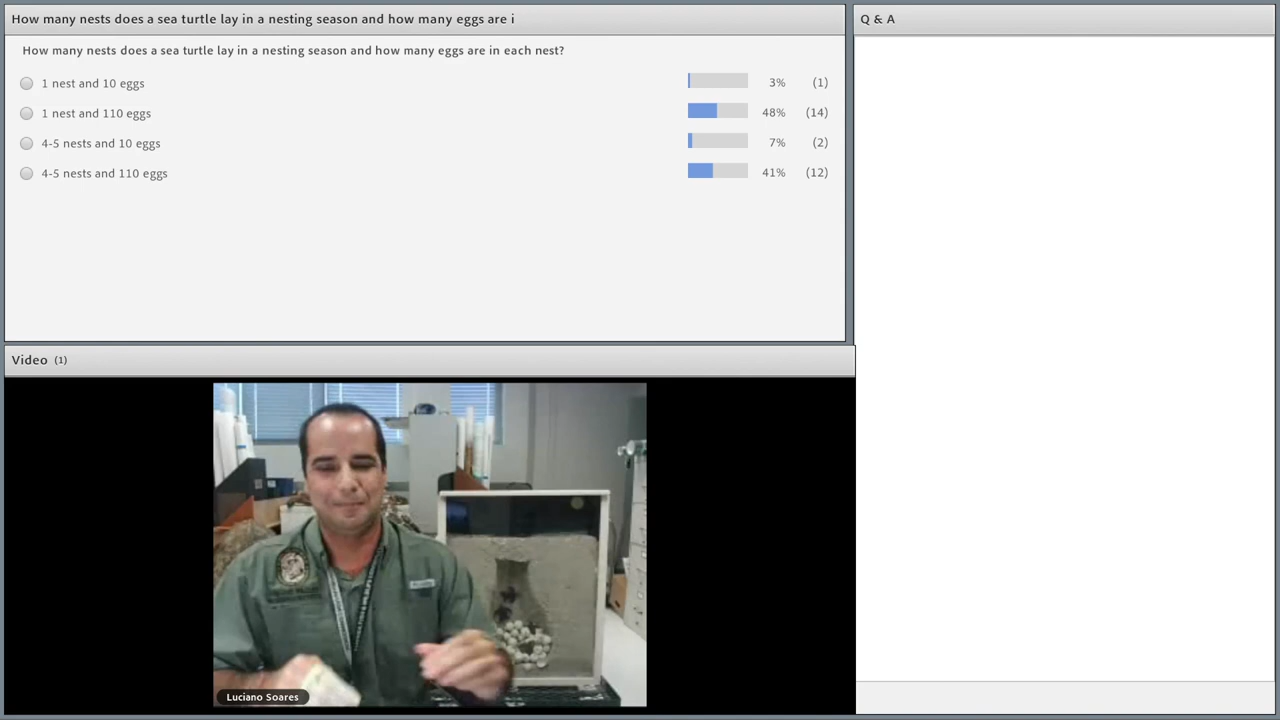 How many nests does a sea turtle lay in a nesting season and how many eggs are i
How many nests does a sea turtle lay in a nesting season and how many eggs are in each nest?
1 nest and 10 eggs 3% (1)
1 nest and 110 eggs 48% (14)
4-5 nests and 10 eggs 7% (2)
4-5 nests and 110 eggs 41% (12)
Q & A
Video (1)
Luciano Soares